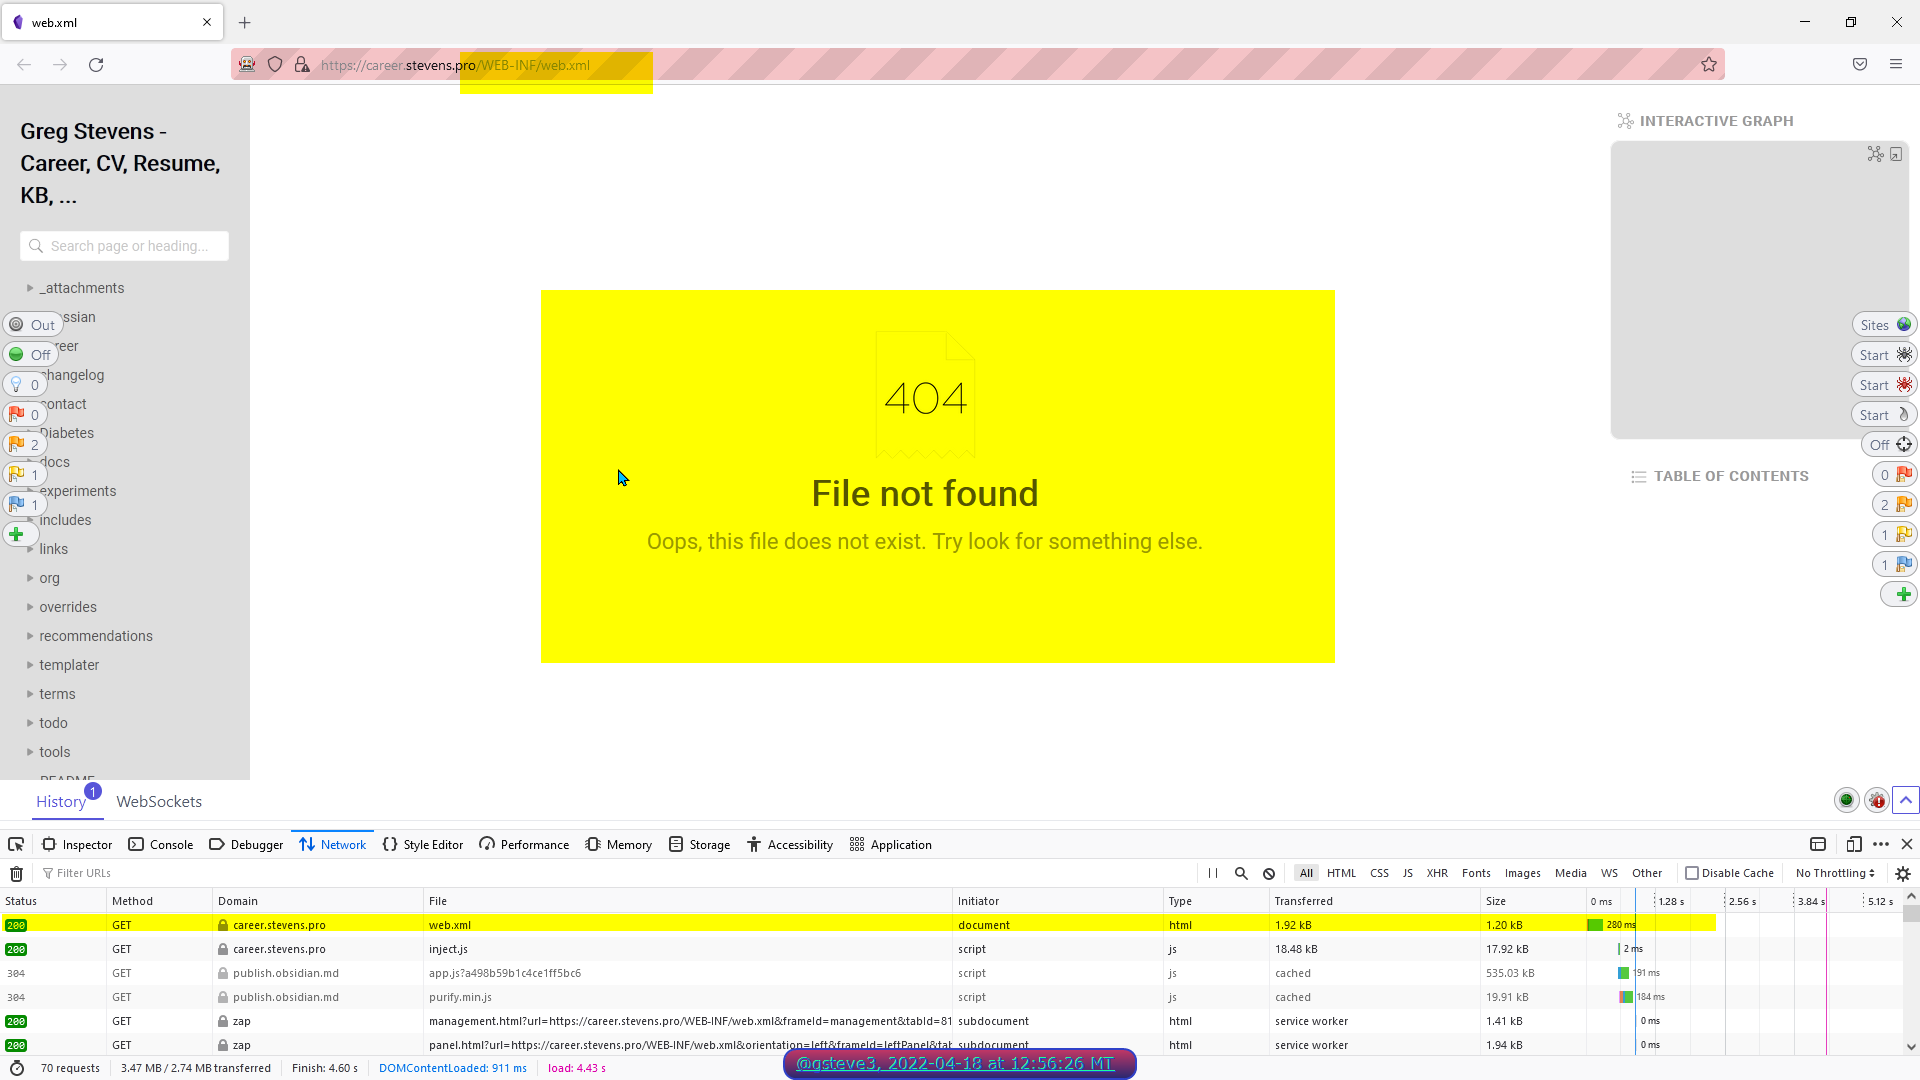 web.xml
https://career.stevens.pro/WEB-INF/web.xml
Greg Stevens -
Career, CV, Resume,
KB, ...
Search page or heading...
_attachments
changelog
contact
Diabetes
docs
experiments
includes
links
org
overrides
recommendations
templater
terms
todo
tools
README
Out
Off
0
0
2
1
1
404
File not found
Oops, this file does not exist. Try look for something else.
INTERACTIVE GRAPH
TABLE OF CONTENTS
Sites
Start
Start
Start
Off
0
2
1
1
History 1 WebSockets
Inspector Console Debugger Network Style Editor Performance Memory Storage Accessibility Application
Filter URLs All HTML CSS JS XHR Fonts Images Media WS Other Disable Cache No Throttling
Status Method Domain File Initiator Type Transferred Size 0 ms 1.28 s 2.56 s 3.84 s 5.12 s
200 GET career.stevens.pro web.xml document html 1.92 kB 1.20 kB 280 ms
200 GET career.stevens.pro inject.js script js 18.48 kB 17.92 kB 2 ms
304 GET publish.obsidian.md app.js?a498b59b1c4ce1ff5bc6 script js cached 535.03 kB 191 ms
304 GET publish.obsidian.md purify.min.js script js cached 19.91 kB 184 ms
200 GET zap management.html?url=https://career.stevens.pro/WEB-INF/web.xml&frameId=management&tabId=81 subdocument html service worker 1.41 kB 0 ms
200 GET zap panel.html?url=https://career.stevens.pro/WEB-INF/web.xml&orientation=left&frameId=leftPanel&tab subdocument html service worker 1.94 kB 0 ms
70 requests 3.47 MB / 2.74 MB transferred Finish: 4.60 s DOMContentLoaded: 911 ms load: 4.43 s
@gsteve3, 2022-04-18 at 12:56:26 MT